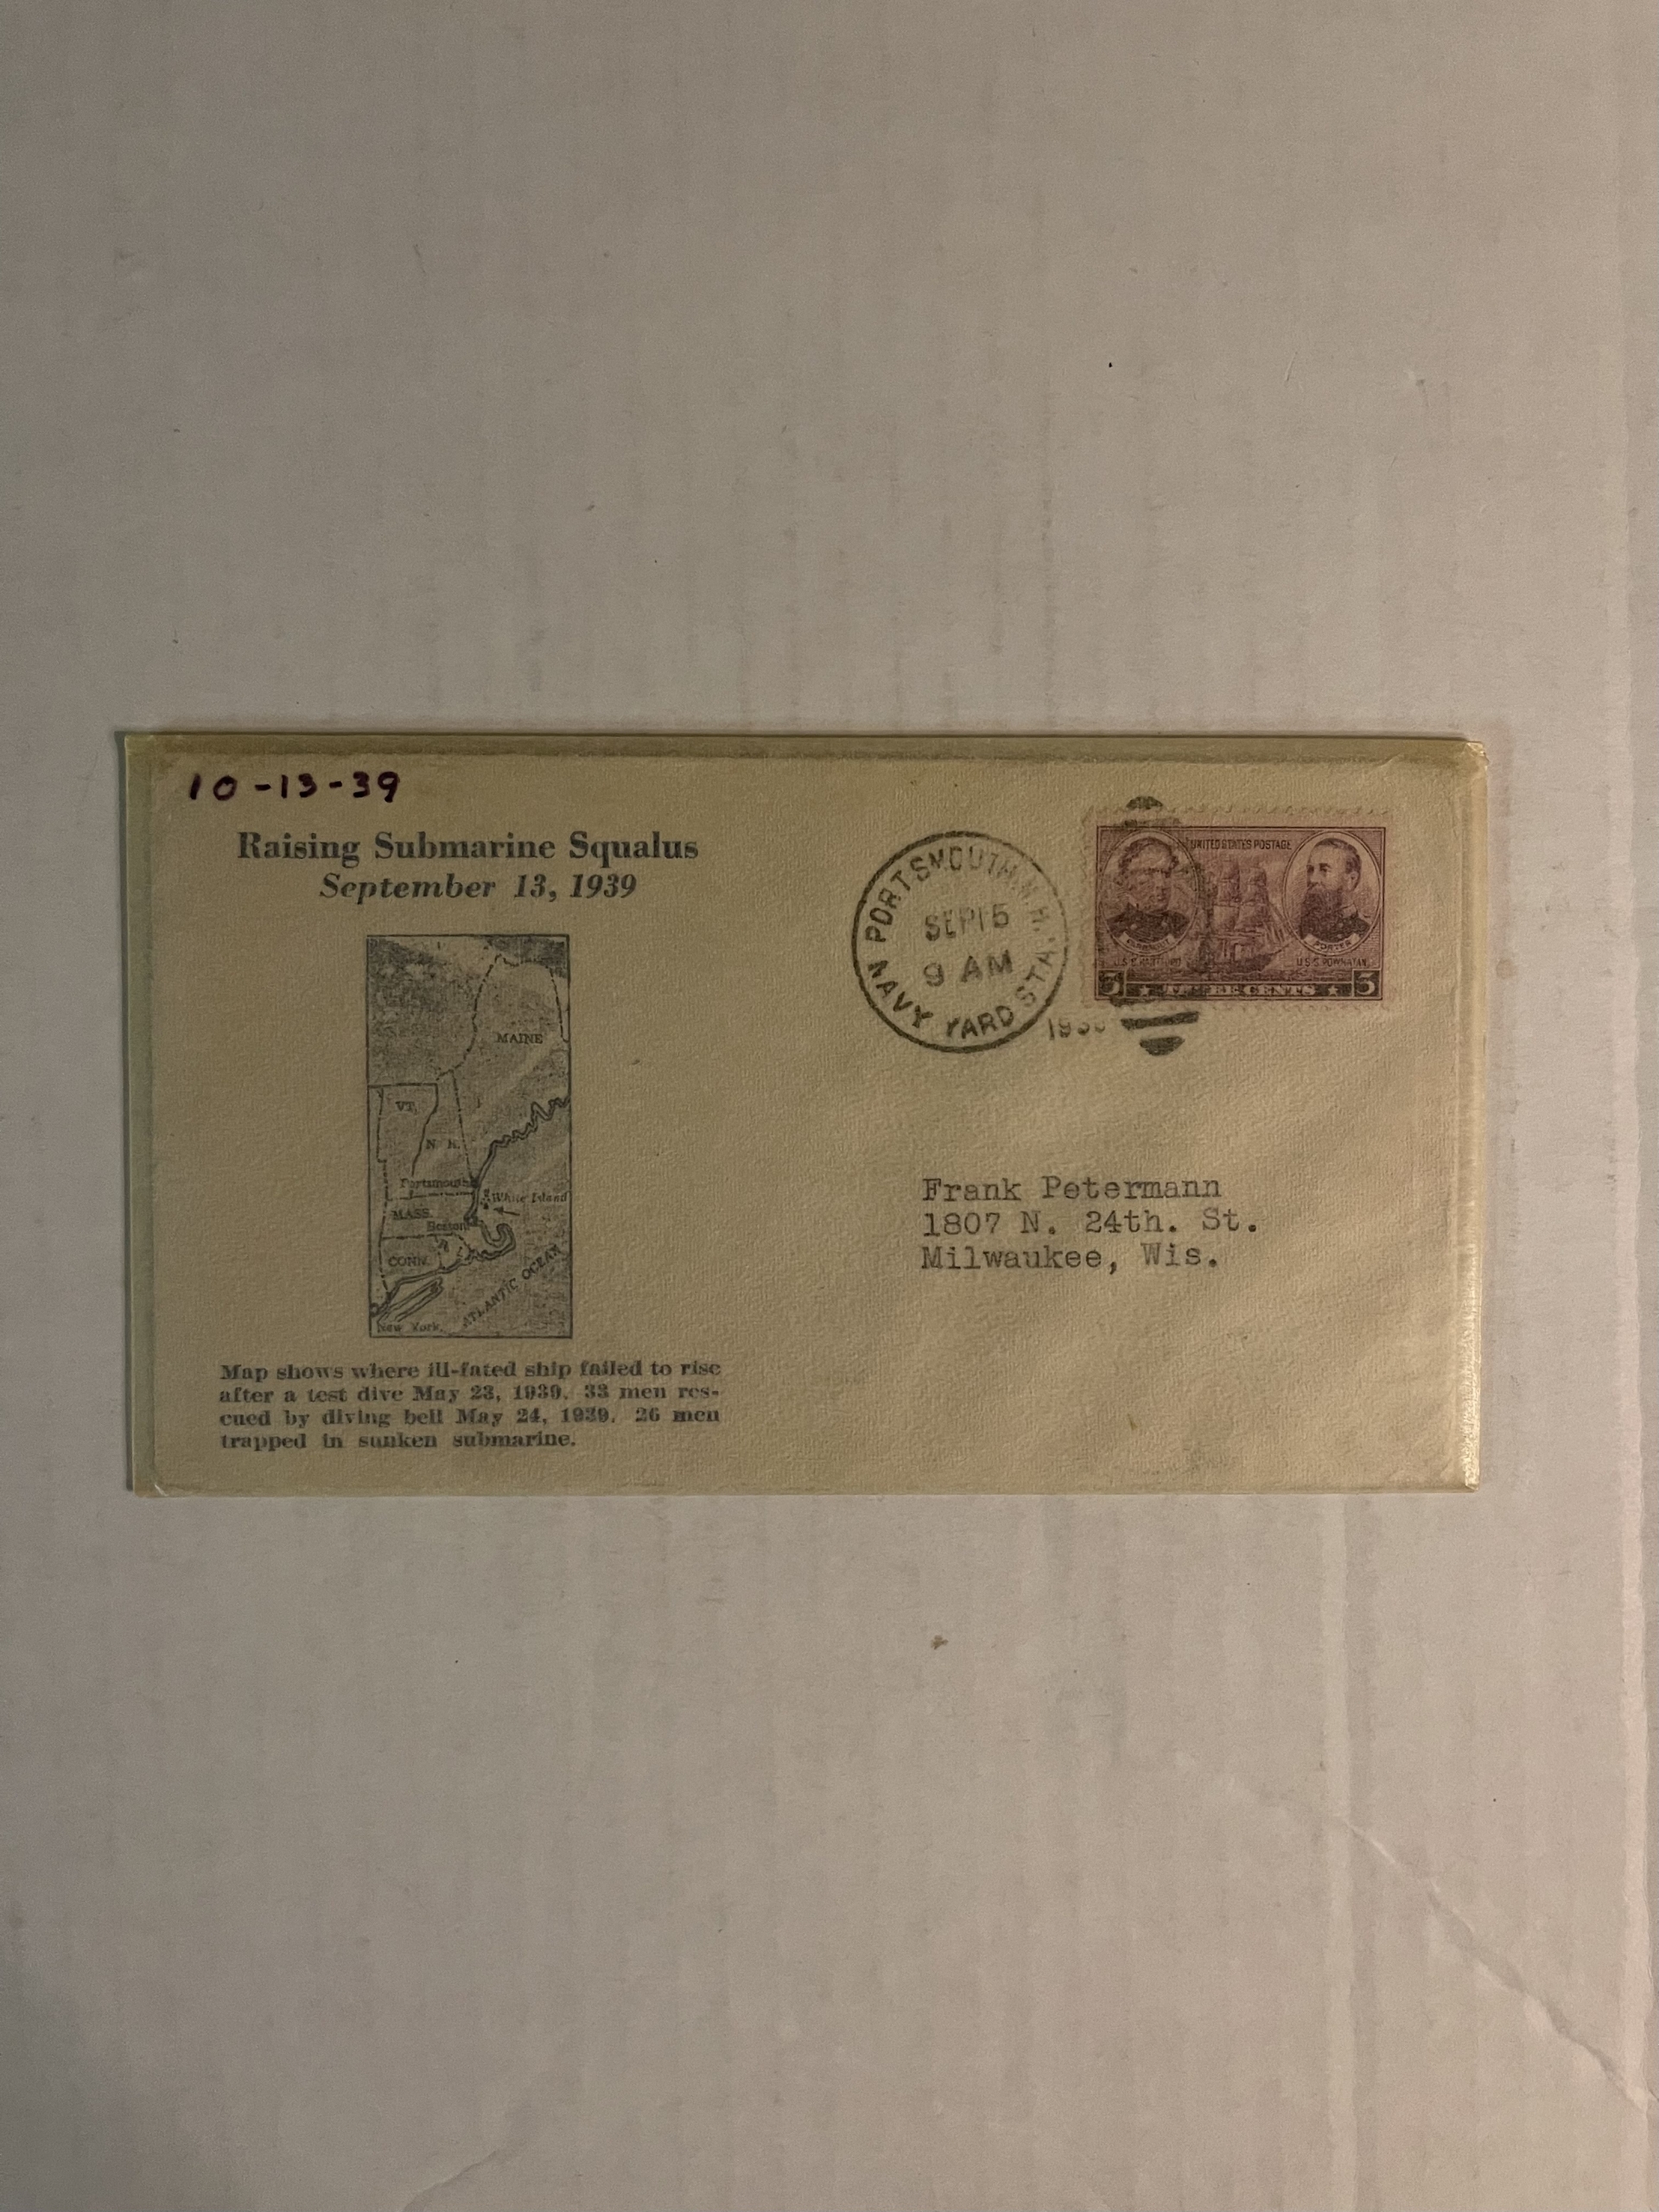 10-13-39
Raising Submarine Squalus
September 13, 1939
MAINE
VT.
N. H.
Portsmouth
White Island
MASS.
Boston
CONN.
ATLANTIC OCEAN
New York.
Map shows where ill-fated ship failed to rise
after a test dive May 23, 1939. 33 men res-
cued by diving bell May 24, 1939. 26 men
trapped in sunken submarine.
PORTSMOUTH, N.H.
SEP 15
9 AM
NAVY YARD STA.
UNITED STATES POSTAGE
PORTER
U.S.S. POWHATAN
3 THREE CENTS 3
Frank Petermann
1807 N. 24th. St.
Milwaukee, Wis.